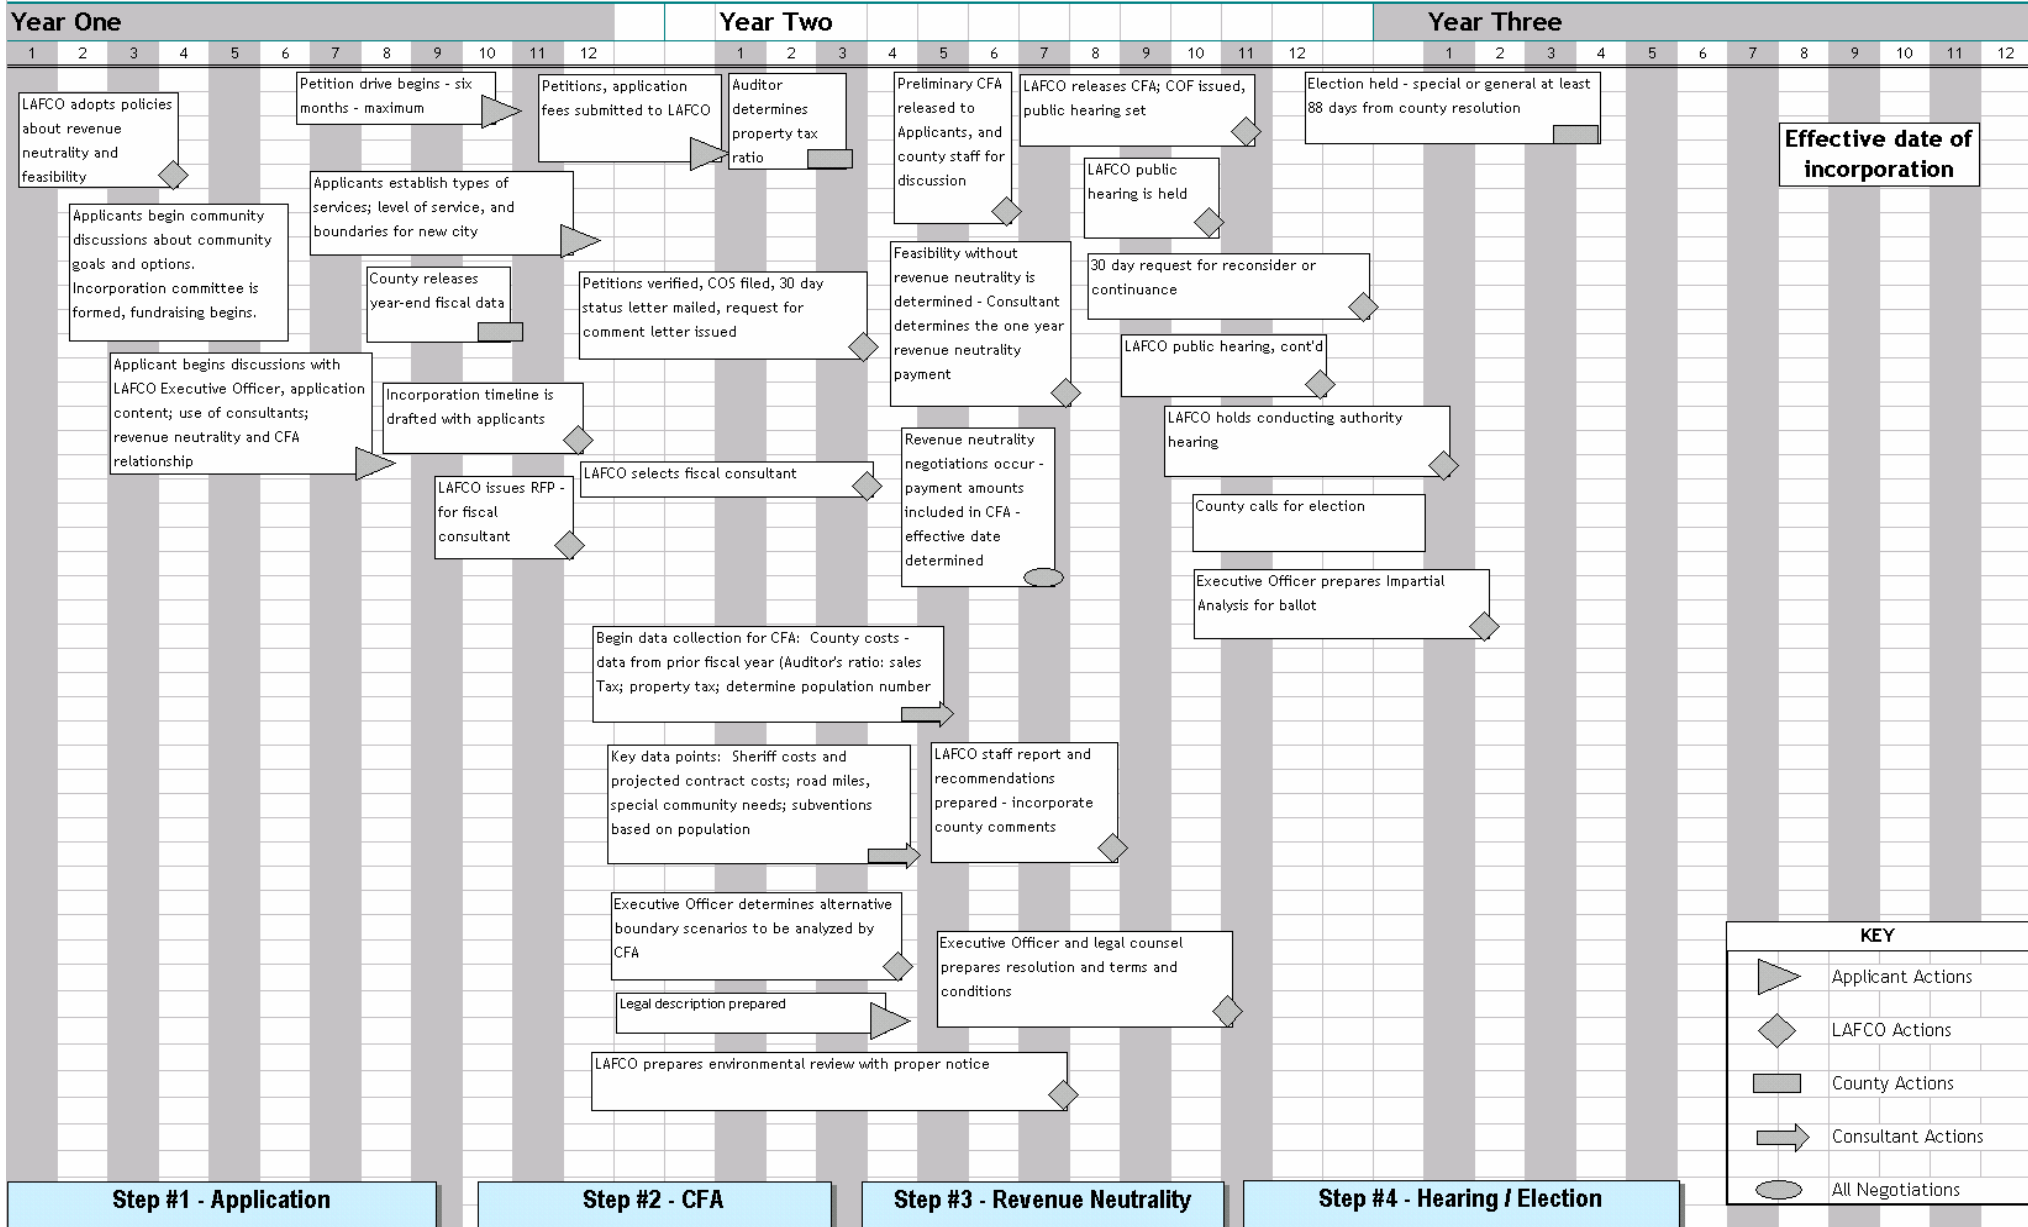 Year One
Year Two
Year Three
1 2 3 4 5 6 7 8 9 10 11 12 1 2 3 4 5 6 7 8 9 10 11 12 1 2 3 4 5 6 7 8 9 10 11 12
LAFCO adopts policies
about revenue
neutrality and
feasibility
Applicants begin community
discussions about community
goals and options.
Incorporation committee is
formed, fundraising begins.
Applicant begins discussions with
LAFCO Executive Officer, application
content; use of consultants;
revenue neutrality and CFA
relationship
Petition drive begins - six
months - maximum
Applicants establish types of
services; level of service, and
boundaries for new city
County releases
year-end fiscal data
Incorporation timeline is
drafted with applicants
LAFCO issues RFP -
for fiscal
consultant
Petitions, application
fees submitted to LAFCO
Auditor
determines
property tax
ratio
Petitions verified, COS filed, 30 day
status letter mailed, request for
comment letter issued
LAFCO selects fiscal consultant
Begin data collection for CFA: County costs -
data from prior fiscal year (Auditor's ratio: sales
Tax; property tax; determine population number
Key data points: Sheriff costs and
projected contract costs; road miles,
special community needs; subventions
based on population
Executive Officer determines alternative
boundary scenarios to be analyzed by
CFA
Legal description prepared
LAFCO prepares environmental review with proper notice
Preliminary CFA
released to
Applicants, and
county staff for
discussion
Feasibility without
revenue neutrality is
determined - Consultant
determines the one year
revenue neutrality
payment
Revenue neutrality
negotiations occur -
payment amounts
included in CFA -
effective date
determined
LAFCO staff report and
recommendations
prepared - incorporate
county comments
Executive Officer and legal counsel
prepares resolution and terms and
conditions
LAFCO releases CFA; COF issued,
public hearing set
LAFCO public
hearing is held
30 day request for reconsider or
continuance
LAFCO public hearing, cont'd
LAFCO holds conducting authority
hearing
County calls for election
Executive Officer prepares Impartial
Analysis for ballot
Election held - special or general at least
88 days from county resolution
Effective date of
incorporation
KEY
Applicant Actions
LAFCO Actions
County Actions
Consultant Actions
All Negotiations
Step #1 - Application
Step #2 - CFA
Step #3 - Revenue Neutrality
Step #4 - Hearing / Election